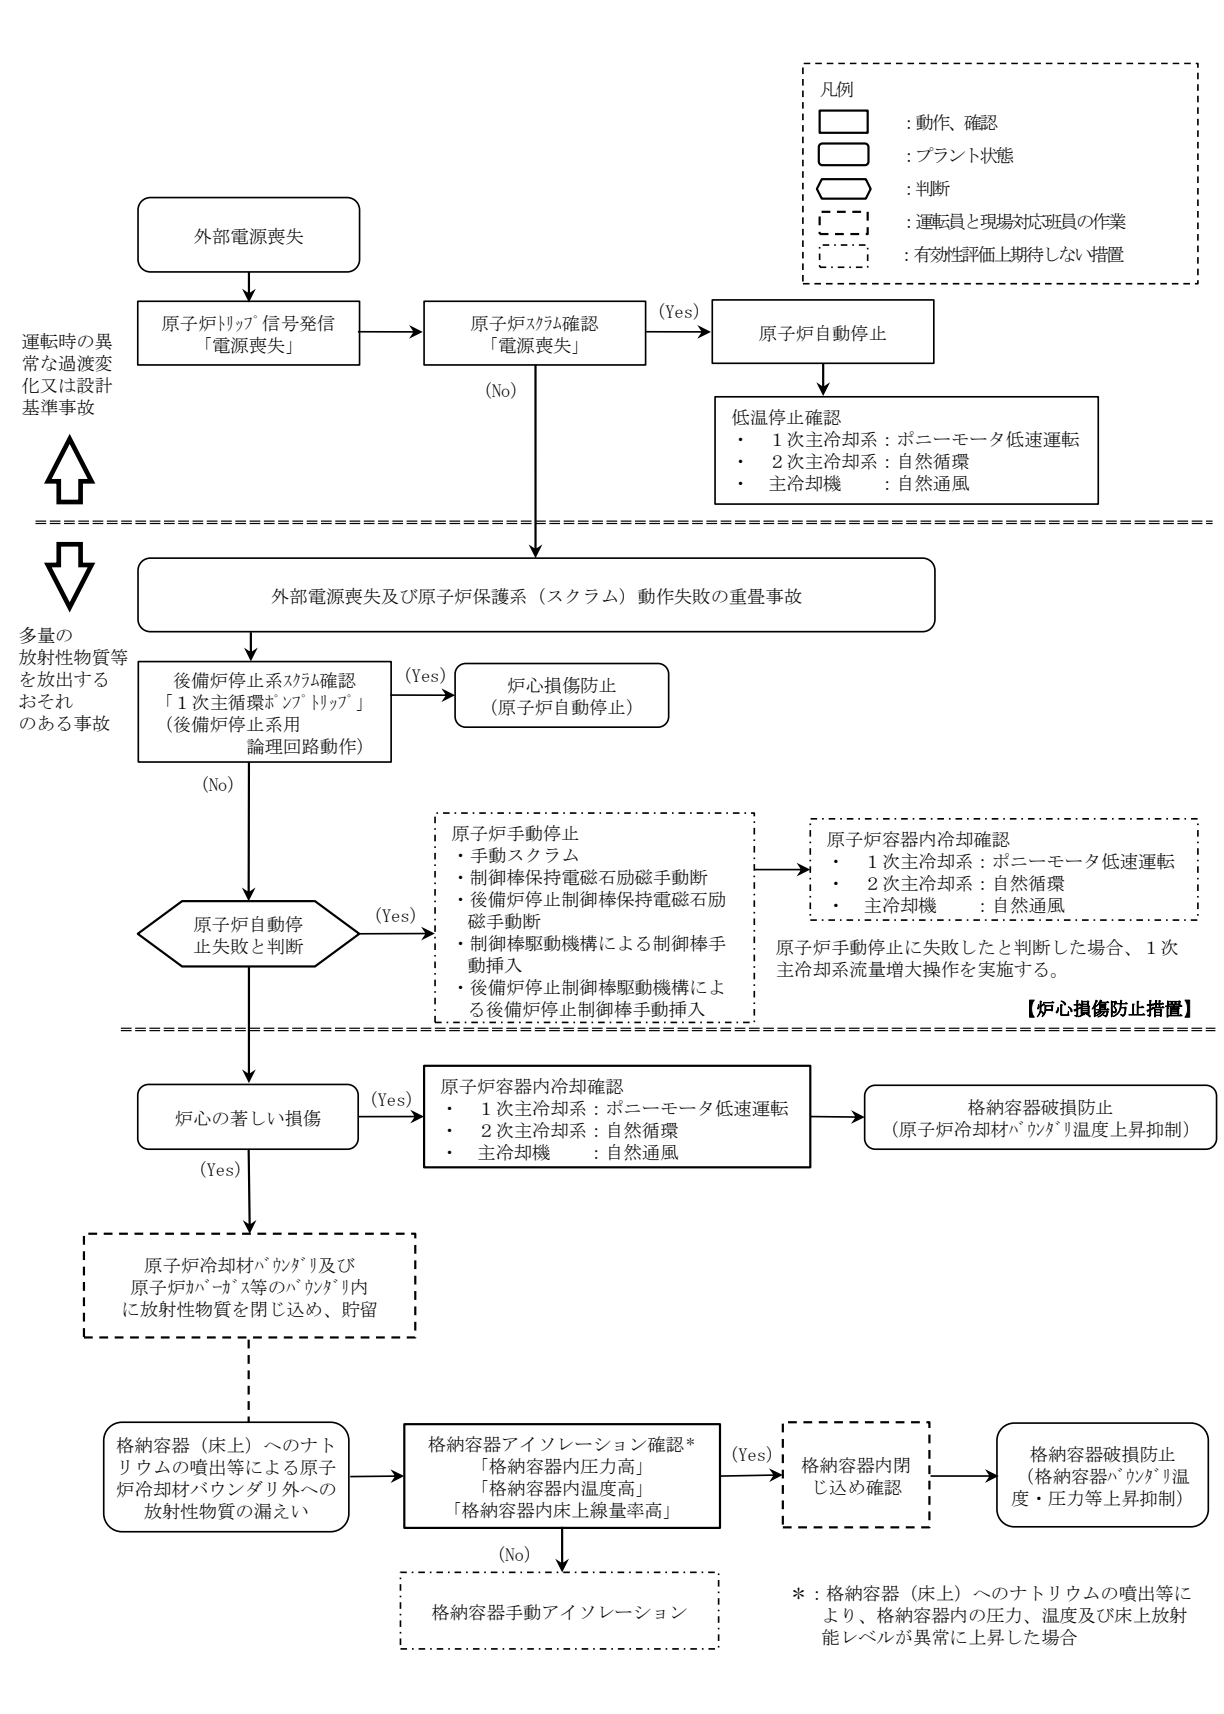 凡例
：動作、確認
：プラント状態
：判断
：運転員と現場対応班員の作業
：有効性評価上期待しない措置
外部電源喪失
原子炉ﾄﾘｯﾌﾟ信号発信
「電源喪失」
原子炉ｽｸﾗﾑ確認
「電源喪失」
(Yes)
原子炉自動停止
(No)
運転時の異
常な過渡変
化又は設計
基準事故
低温停止確認
・　１次主冷却系：ポニーモータ低速運転
・　２次主冷却系：自然循環
・　主冷却機　　：自然通風
外部電源喪失及び原子炉保護系（スクラム）動作失敗の重畳事故
多量の
放射性物質等
を放出する
おそれ
のある事故
後備炉停止系ｽｸﾗﾑ確認
「１次主循環ﾎﾟﾝﾌﾟﾄﾘｯﾌﾟ」
（後備炉停止系用
論理回路動作）
(Yes)
炉心損傷防止
（原子炉自動停止）
(No)
原子炉自動停
止失敗と判断
(Yes)
原子炉手動停止
・手動スクラム
・制御棒保持電磁石励磁手動断
・後備炉停止制御棒保持電磁石励
磁手動断
・制御棒駆動機構による制御棒手
動挿入
・後備炉停止制御棒駆動機構によ
る後備炉停止制御棒手動挿入
原子炉容器内冷却確認
・　１次主冷却系：ポニーモータ低速運転
・　２次主冷却系：自然循環
・　主冷却機　　：自然通風
原子炉手動停止に失敗したと判断した場合、１次
主冷却系流量増大操作を実施する。
【炉心損傷防止措置】
炉心の著しい損傷
(Yes)
原子炉容器内冷却確認
・　１次主冷却系：ポニーモータ低速運転
・　２次主冷却系：自然循環
・　主冷却機　　：自然通風
格納容器破損防止
（原子炉冷却材ﾊﾞｳﾝﾀﾞﾘ温度上昇抑制）
(Yes)
原子炉冷却材ﾊﾞｳﾝﾀﾞﾘ及び
原子炉ｶﾊﾞｰｶﾞｽ等のﾊﾞｳﾝﾀﾞﾘ内
に放射性物質を閉じ込め、貯留
格納容器（床上）へのナト
リウムの噴出等による原子
炉冷却材バウンダリ外への
放射性物質の漏えい
格納容器アイソレーション確認*
「格納容器内圧力高」
「格納容器内温度高」
「格納容器内床上線量率高」
(Yes)
格納容器内閉
じ込め確認
格納容器破損防止
（格納容器ﾊﾞｳﾝﾀﾞﾘ温
度・圧力等上昇抑制）
(No)
格納容器手動アイソレーション
＊：格納容器（床上）へのナトリウムの噴出等に
より、格納容器内の圧力、温度及び床上放射
能レベルが異常に上昇した場合